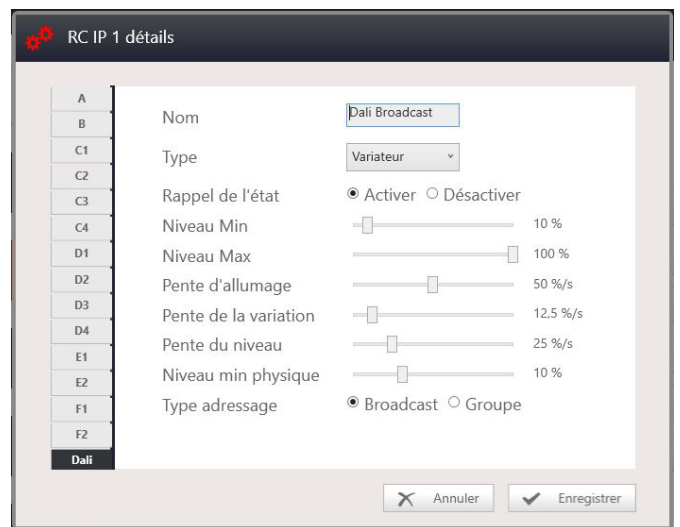 RC IP 1 détails
A
B
C1
C2
C3
C4
D1
D2
D3
D4
E1
E2
F1
F2
Dali
Nom Dali Broadcast
Type Variateur
Rappel de l'état Activer Désactiver
Niveau Min 10 %
Niveau Max 100 %
Pente d'allumage 50 %/s
Pente de la variation 12,5 %/s
Pente du niveau 25 %/s
Niveau min physique 10 %
Type adressage Broadcast Groupe
Annuler Enregistrer